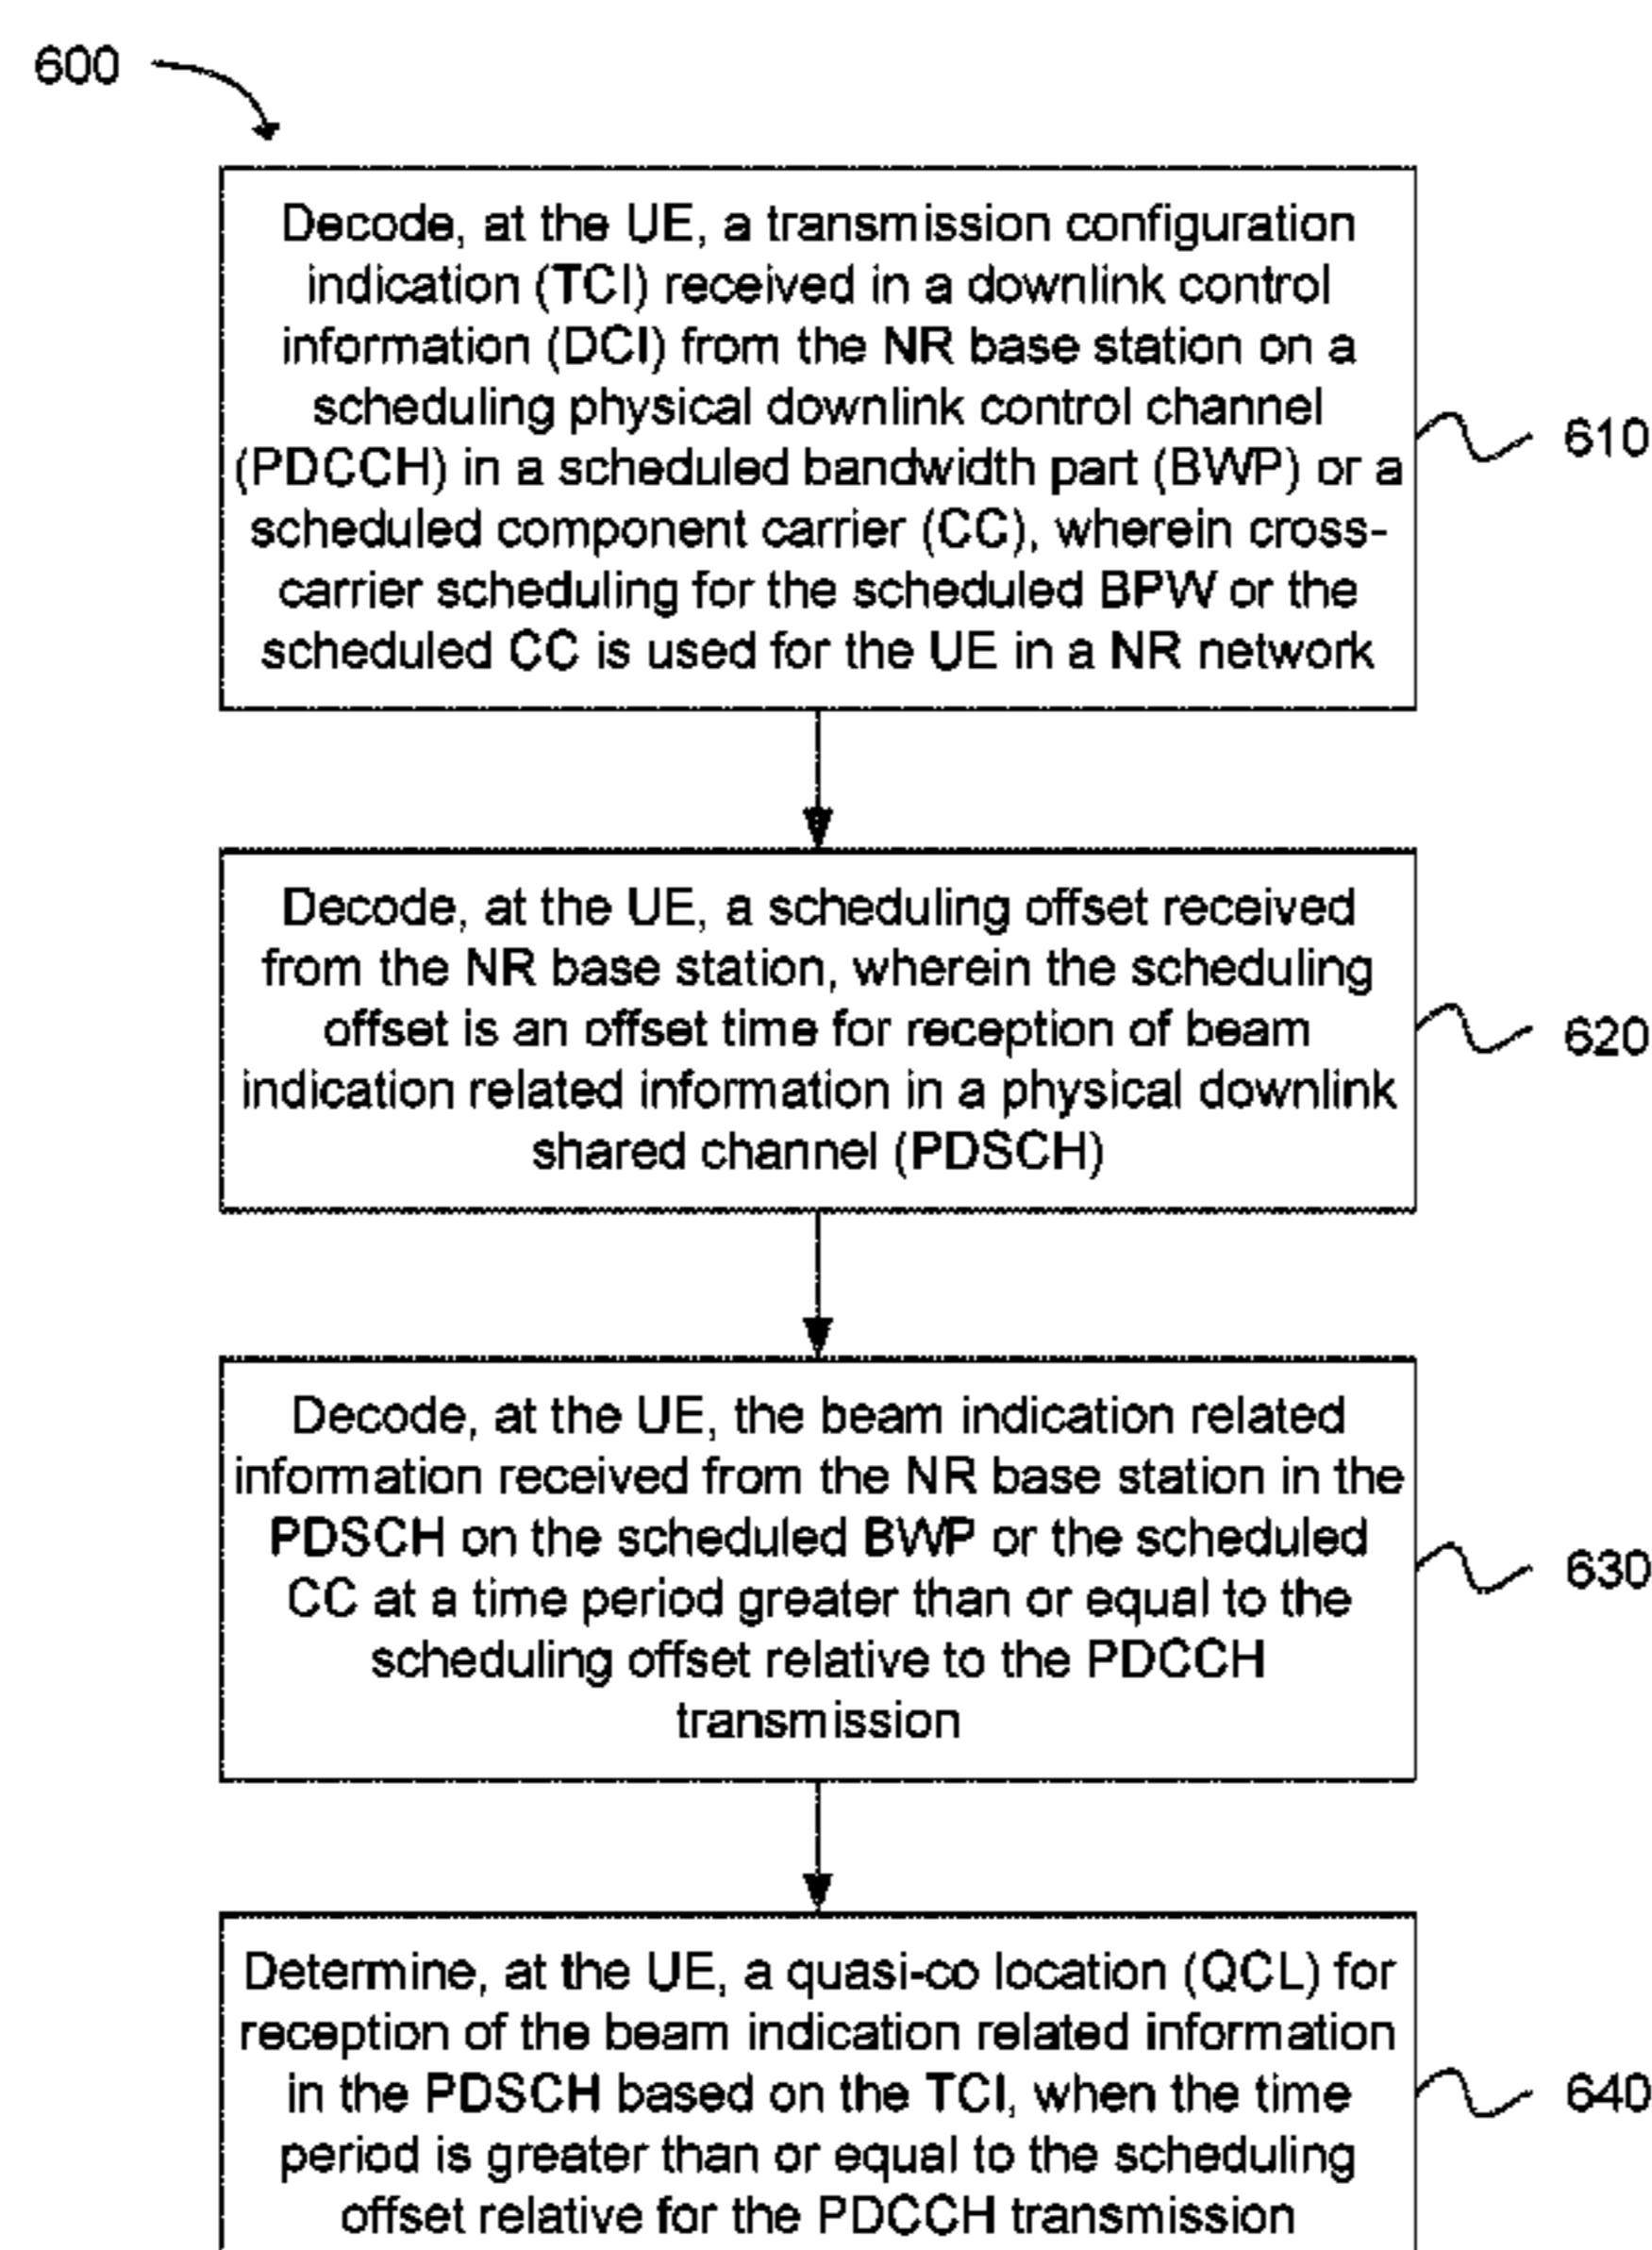 600
Decode, at the UE, a transmission configuration
indication (TCI) received in a downlink control
information (DCI) from the NR base station on a
scheduling physical downlink control channel
(PDCCH) in a scheduled bandwidth part (BWP) or a
scheduled component carrier (CC), wherein cross-
carrier scheduling for the scheduled BPW or the
scheduled CC is used for the UE in a NR network
610
Decode, at the UE, a scheduling offset received
from the NR base station, wherein the scheduling
offset is an offset time for reception of beam
indication related information in a physical downlink
shared channel (PDSCH)
620
Decode, at the UE, the beam indication related
information received from the NR base station in the
PDSCH on the scheduled BWP or the scheduled
CC at a time period greater than or equal to the
scheduling offset relative to the PDCCH
transmission
630
Determine, at the UE, a quasi-co location (QCL) for
reception of the beam indication related information
in the PDSCH based on the TCI, when the time
period is greater than or equal to the scheduling
offset relative for the PDCCH transmission
640